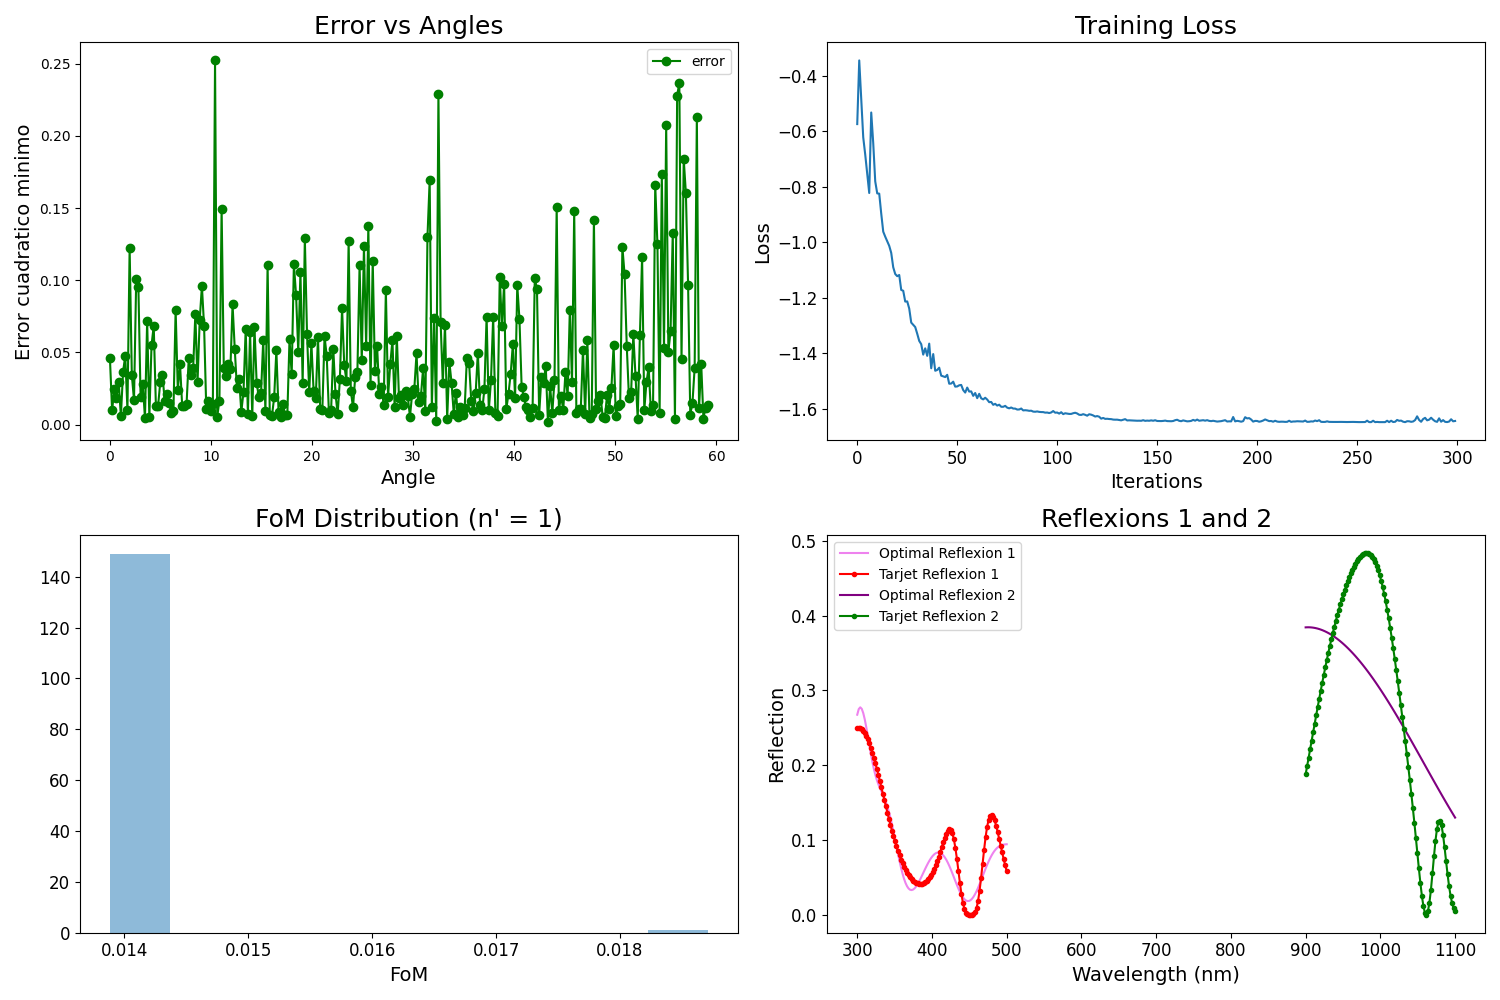 Error vs Angles
Error cuadratico minimo
0.25
0.20
0.15
0.10
0.05
0.00
error
0 10 20 30 40 50 60
Angle
Training Loss
Loss
−0.4
−0.6
−0.8
−1.0
−1.2
−1.4
−1.6
0 50 100 150 200 250 300
Iterations
FoM Distribution (n' = 1)
140
120
100
80
60
40
20
0
0.014 0.015 0.016 0.017 0.018
FoM
Reflexions 1 and 2
Reflection
0.5
0.4
0.3
0.2
0.1
0.0
Optimal Reflexion 1
Tarjet Reflexion 1
Optimal Reflexion 2
Tarjet Reflexion 2
300 400 500 600 700 800 900 1000 1100
Wavelength (nm)